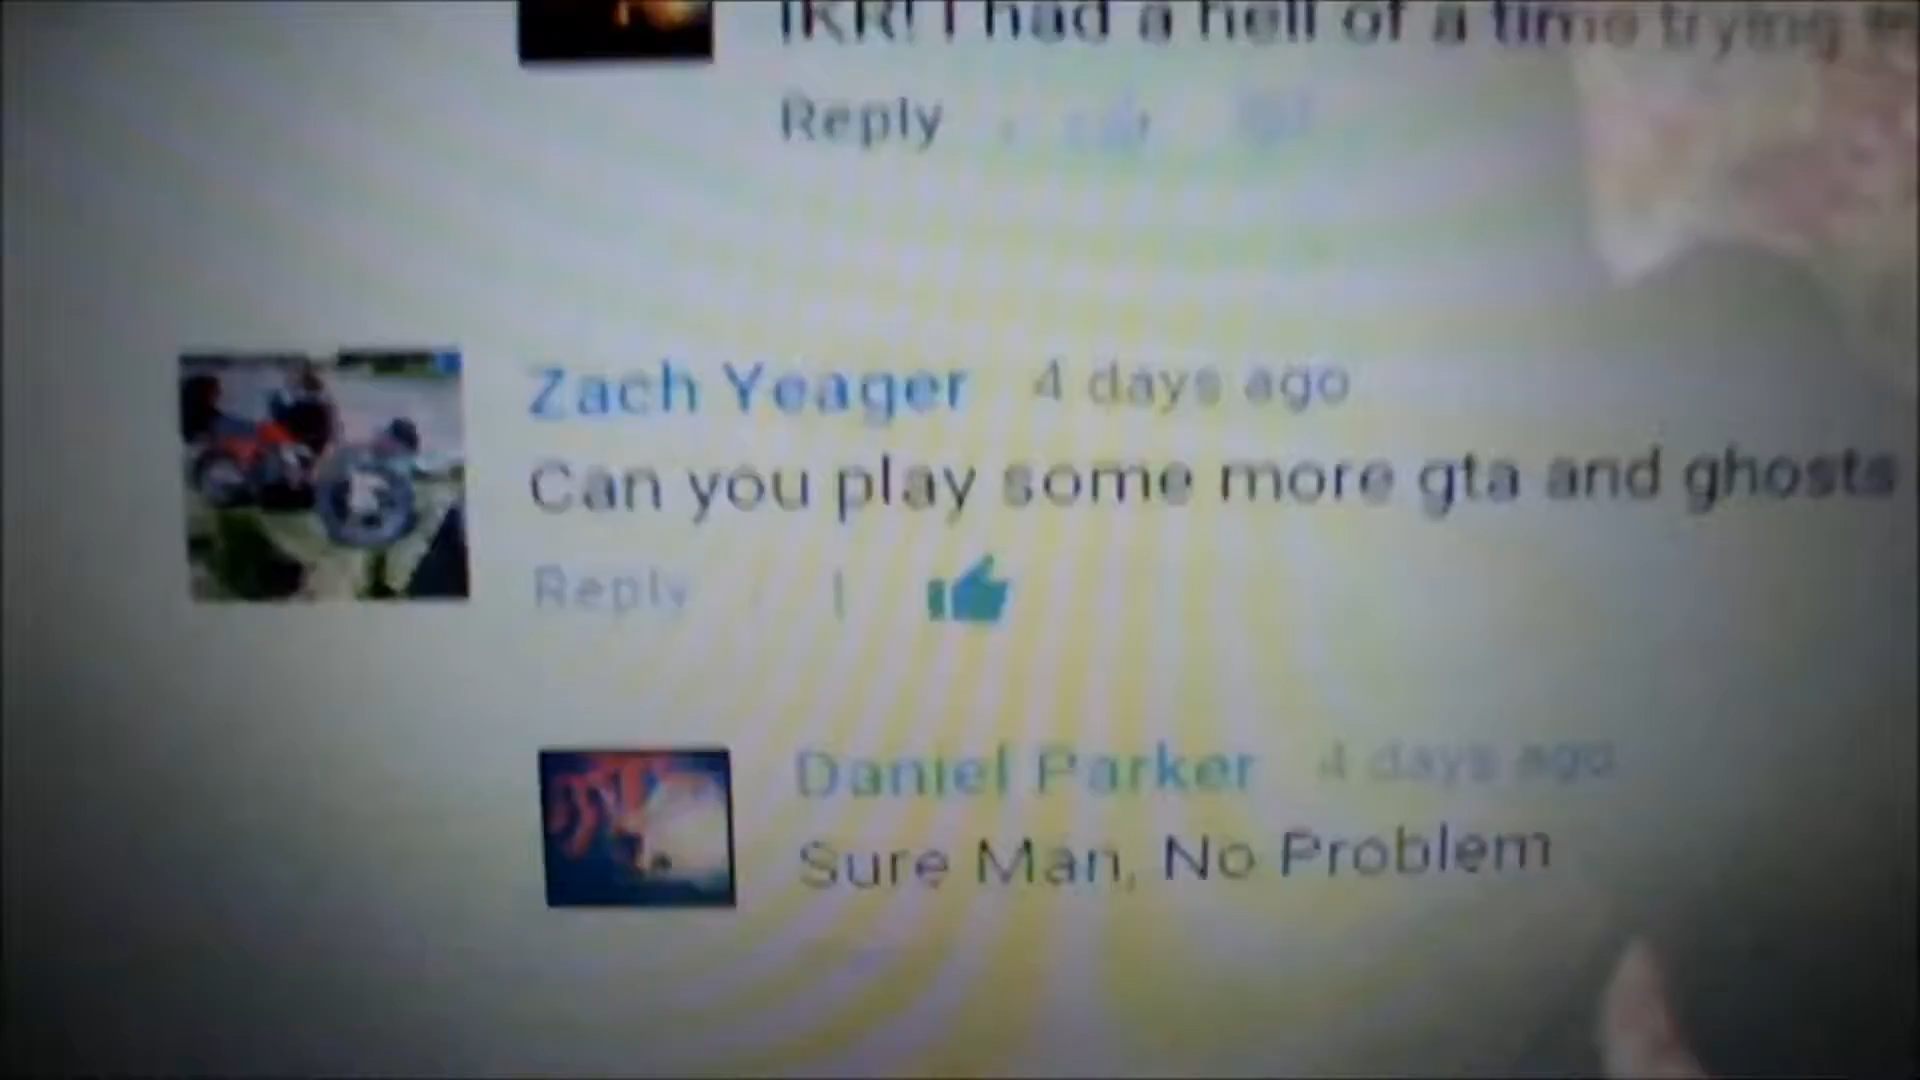 IKR! I had a hell of a time trying
Reply
Zach Yeager 4 days ago
Can you play some more gta and ghosts
Reply 1
Daniel Parker 4 days ago
Sure Man, No Problem